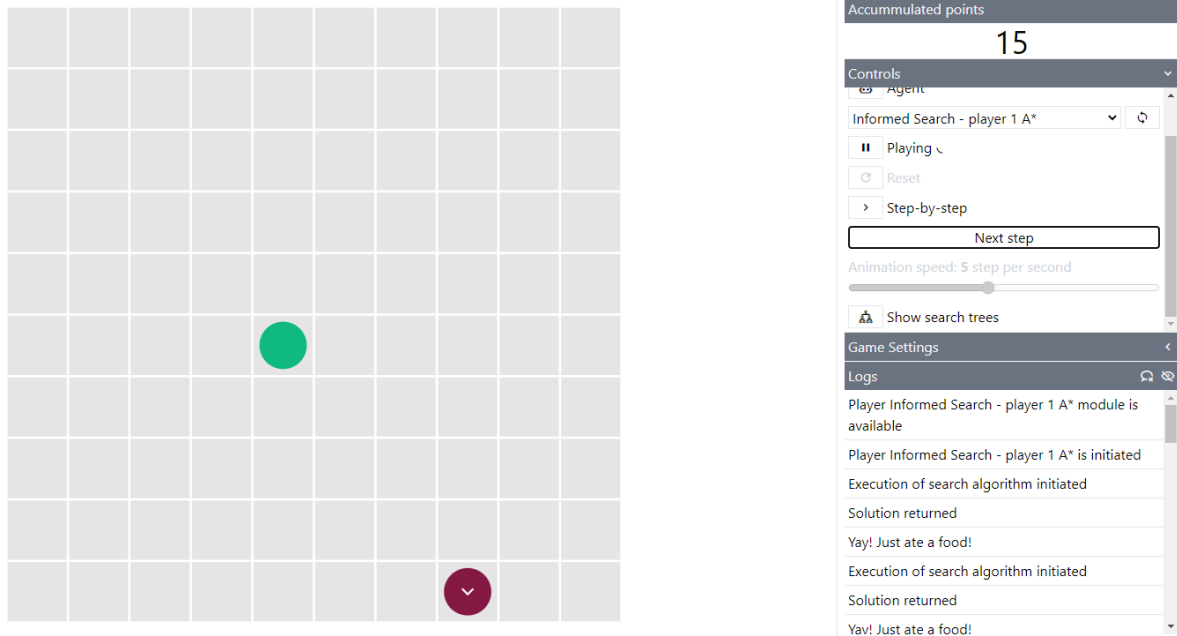 Accummulated points
15
Controls
Agent
Informed Search - player 1 A*
Playing
Reset
Step-by-step
Next step
Animation speed: 5 step per second
Show search trees
Game Settings
Logs
Player Informed Search - player 1 A* module is
available
Player Informed Search - player 1 A* is initiated
Execution of search algorithm initiated
Solution returned
Yay! Just ate a food!
Execution of search algorithm initiated
Solution returned
Yay! Just ate a food!